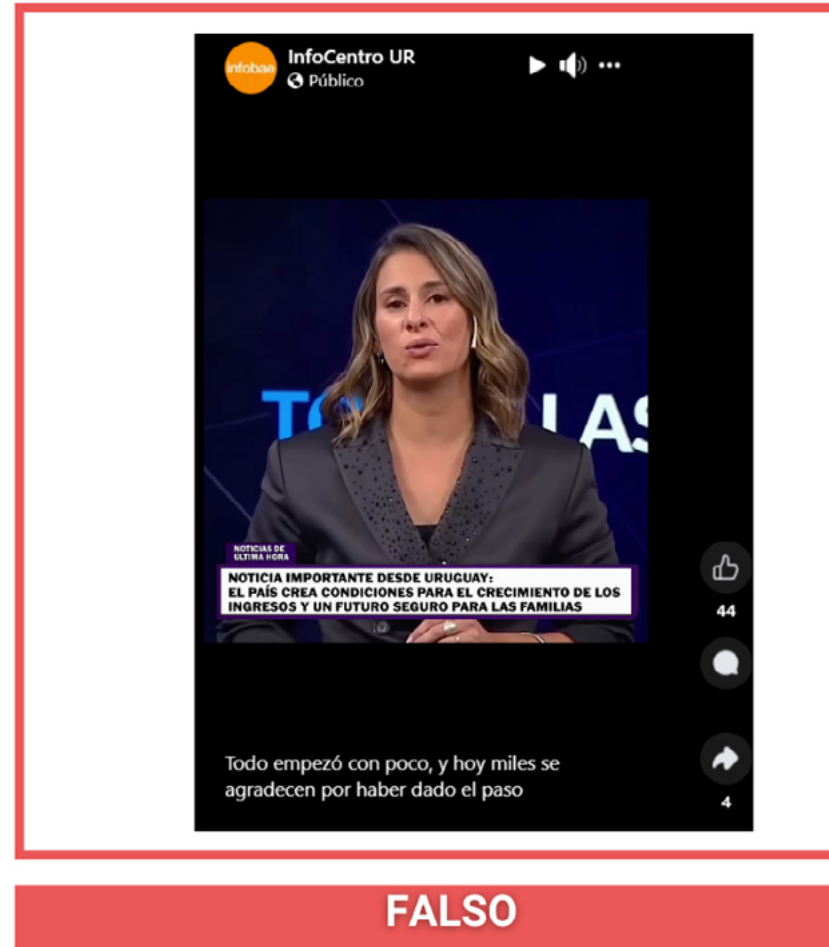 infobae
InfoCentro UR
Público
TO LAS
NOTICIAS DE
ÚLTIMA HORA
NOTICIA IMPORTANTE DESDE URUGUAY:
EL PAÍS CREA CONDICIONES PARA EL CRECIMIENTO DE LOS
INGRESOS Y UN FUTURO SEGURO PARA LAS FAMILIAS
44
Todo empezó con poco, y hoy miles se
agradecen por haber dado el paso
4
FALSO